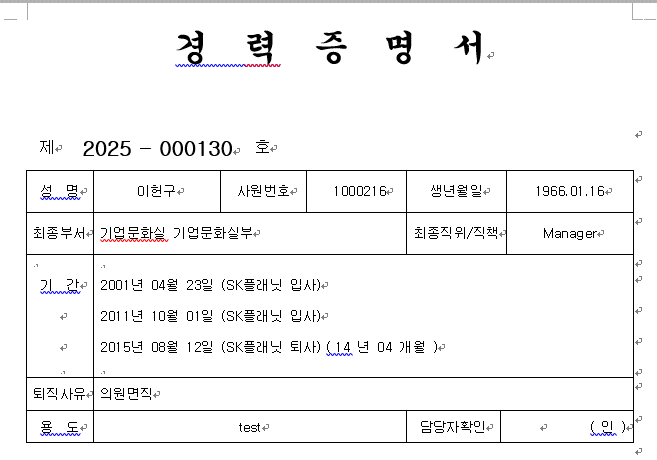 경 력 증 명 서
제 2025 - 000130 호
성 명 이헌구 사원번호 1000216 생년월일 1966.01.16
최종부서 기업문화실 기업문화실부 최종직위/직책 Manager
기 간 2001년 04월 23일 (SK플래닛 입사)
2011년 10월 01일 (SK플래닛 입사)
2015년 08월 12일 (SK플래닛 퇴사) ( 14 년 04 개월 )
퇴직사유 의원면직
용 도 test 담당자확인 ( 인 )